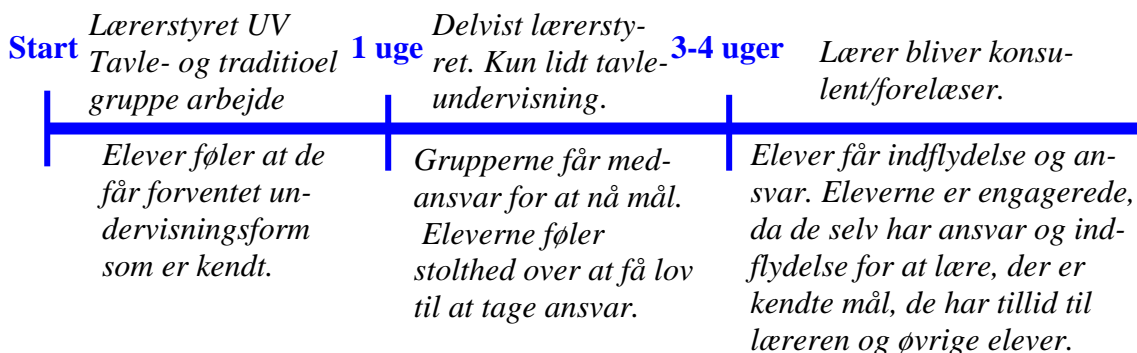 Start
Lærerstyret UV
Tavle- og traditioel
gruppe arbejde
1 uge
Delvist lærersty-
ret. Kun lidt tavle-
undervisning.
3-4 uger
Lærer bliver konsu-
lent/forelæser.
Elever føler at de
får forventet un-
dervisningsform
som er kendt.
Grupperne får med-
ansvar for at nå mål.
Eleverne føler
stolthed over at få lov
til at tage ansvar.
Elever får indflydelse og an-
svar. Eleverne er engagerede,
da de selv har ansvar og ind-
flydelse for at lære, der er
kendte mål, de har tillid til
læreren og øvrige elever.